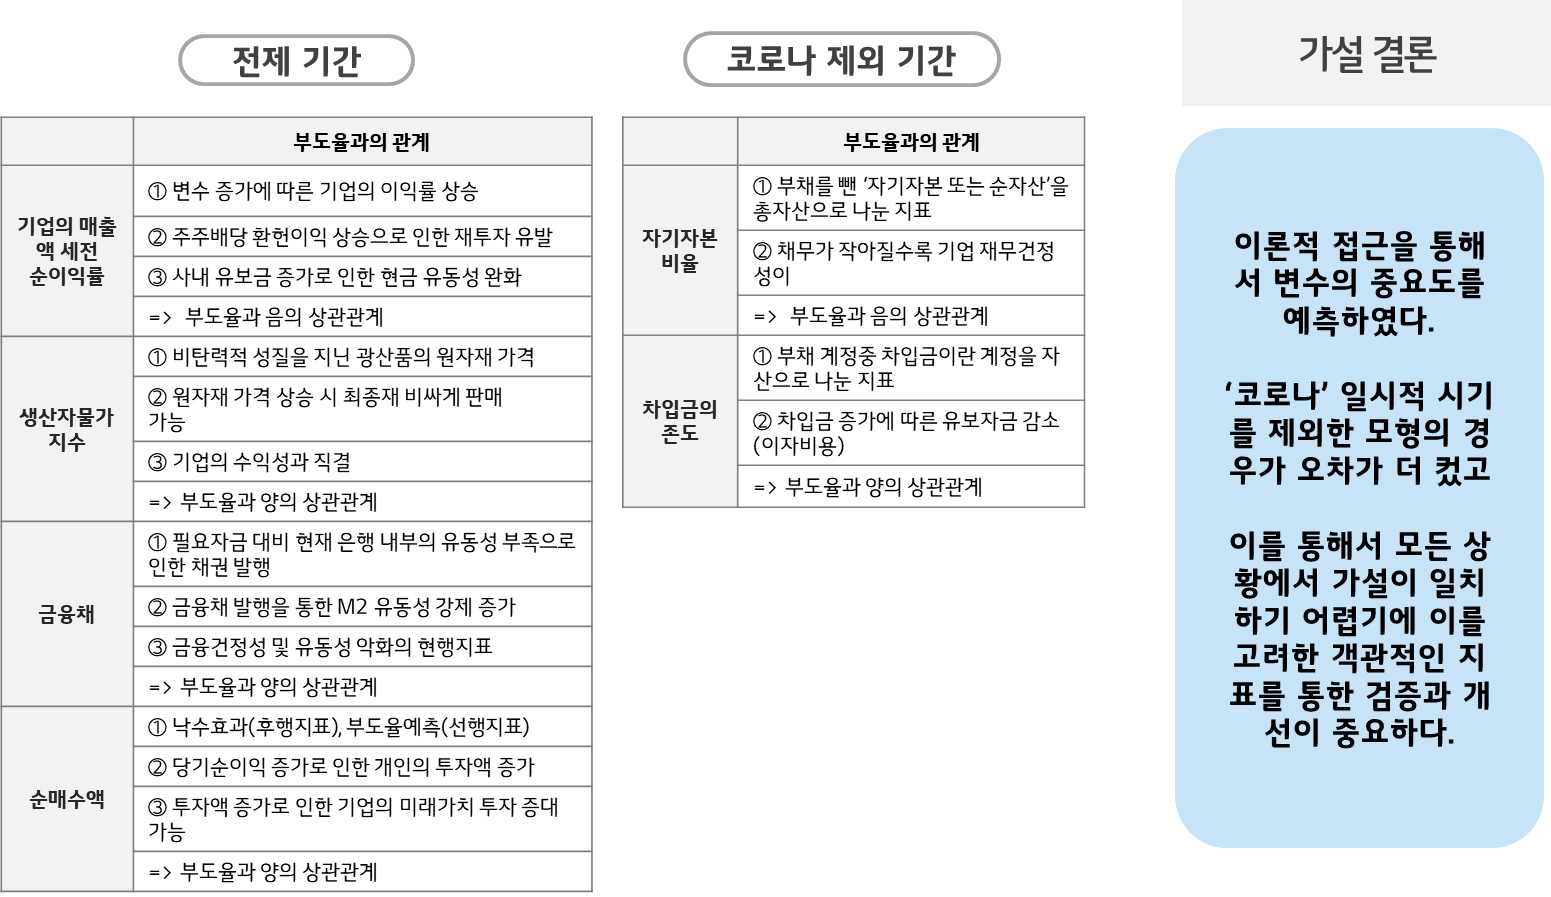 전제 기간
부도율과의 관계
기업의 매출
액 세전
순이익률
① 변수 증가에 따른 기업의 이익률 상승
② 주주배당 환헌이익 상승으로 인한 재투자 유발
③ 사내 유보금 증가로 인한 현금 유동성 완화
=> 부도율과 음의 상관관계
생산자물가
지수
① 비탄력적 성질을 지닌 광산품의 원자재 가격
② 원자재 가격 상승 시 최종재 비싸게 판매
가능
③ 기업의 수익성과 직결
=> 부도율과 양의 상관관계
금융채
① 필요자금 대비 현재 은행 내부의 유동성 부족으로
인한 채권 발행
② 금융채 발행을 통한 M2 유동성 강제 증가
③ 금융건정성 및 유동성 악화의 현행지표
=> 부도율과 양의 상관관계
순매수액
① 낙수효과(후행지표), 부도율예측(선행지표)
② 당기순이익 증가로 인한 개인의 투자액 증가
③ 투자액 증가로 인한 기업의 미래가치 투자 증대
가능
=> 부도율과 양의 상관관계
코로나 제외 기간
부도율과의 관계
자기자본
비율
① 부채를 뺀 ‘자기자본 또는 순자산’을
총자산으로 나눈 지표
② 채무가 작아질수록 기업 재무건정
성이
=> 부도율과 음의 상관관계
차입금의
존도
① 부채 계정중 차입금이란 계정을 자
산으로 나눈 지표
② 차입금 증가에 따른 유보자금 감소
(이자비용)
=> 부도율과 양의 상관관계
가설 결론
이론적 접근을 통해
서 변수의 중요도를
예측하였다.
‘코로나’ 일시적 시기
를 제외한 모형의 경
우가 오차가 더 컸고
이를 통해서 모든 상
황에서 가설이 일치
하기 어렵기에 이를
고려한 객관적인 지
표를 통한 검증과 개
선이 중요하다.